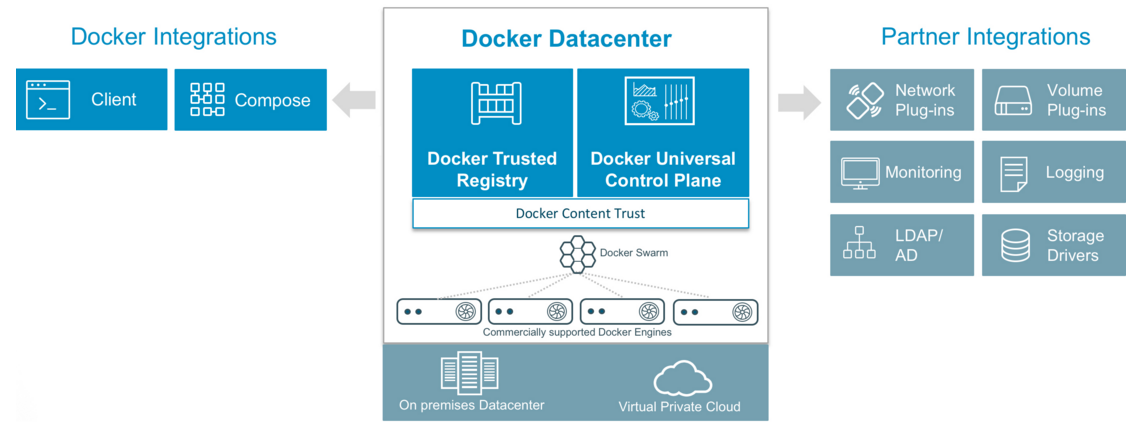 Docker Integrations
Client
Compose
Docker Datacenter
Docker Trusted
Registry
Docker Universal
Control Plane
Docker Content Trust
Docker Swarm
Commercially supported Docker Engines
On premises Datacenter
Virtual Private Cloud
Partner Integrations
Network
Plug-ins
Volume
Plug-ins
Monitoring
Logging
LDAP/
AD
Storage
Drivers